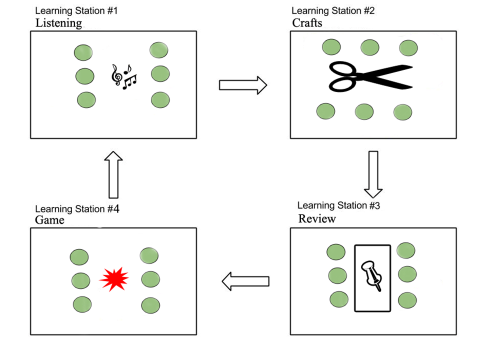 Learning Station #1
Listening
Learning Station #2
Crafts
Learning Station #4
Game
Learning Station #3
Review